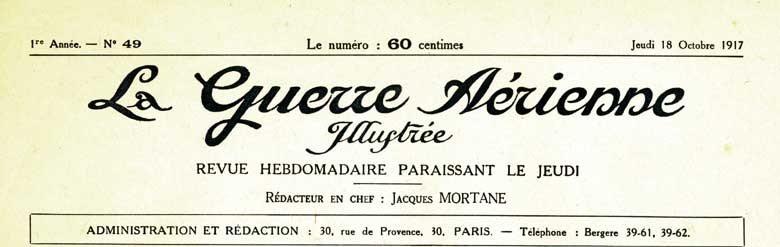 1re Année. — N° 49 Le numéro : 60 centimes Jeudi 18 Octobre 1917
La Guerre Aérienne
Illustrée
REVUE HEBDOMADAIRE PARAISSANT LE JEUDI
RÉDACTEUR EN CHEF : JACQUES MORTANE
ADMINISTRATION ET RÉDACTION : 30, rue de Provence, 30, PARIS. — Téléphone : Bergere 39-61, 39-62.